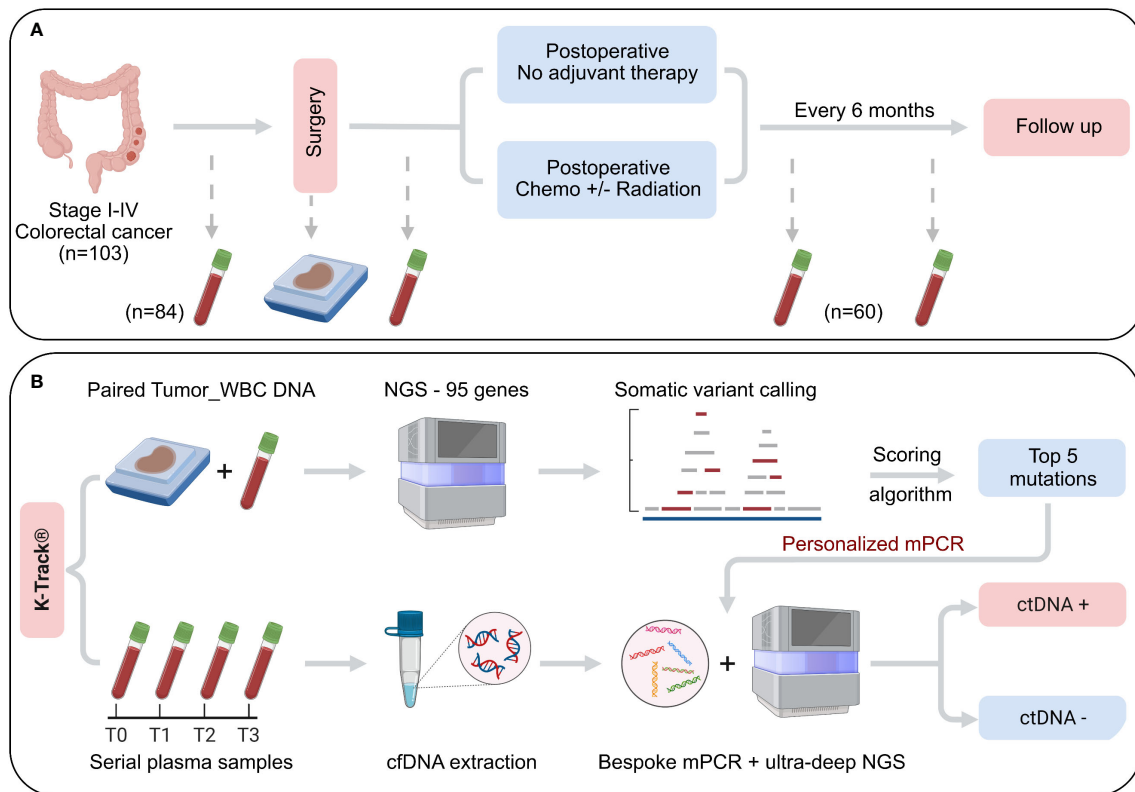 A
Stage I-IV
Colorectal cancer
(n=103)
(n=84)
Surgery
Postoperative
No adjuvant therapy
Postoperative
Chemo +/- Radiation
Every 6 months
(n=60)
Follow up
B
K-Track®
Paired Tumor_WBC DNA
+
NGS - 95 genes
Somatic variant calling
Scoring
algorithm
Top 5
mutations
Personalized mPCR
T0 T1 T2 T3
Serial plasma samples
cfDNA extraction
+
Bespoke mPCR + ultra-deep NGS
ctDNA +
ctDNA -